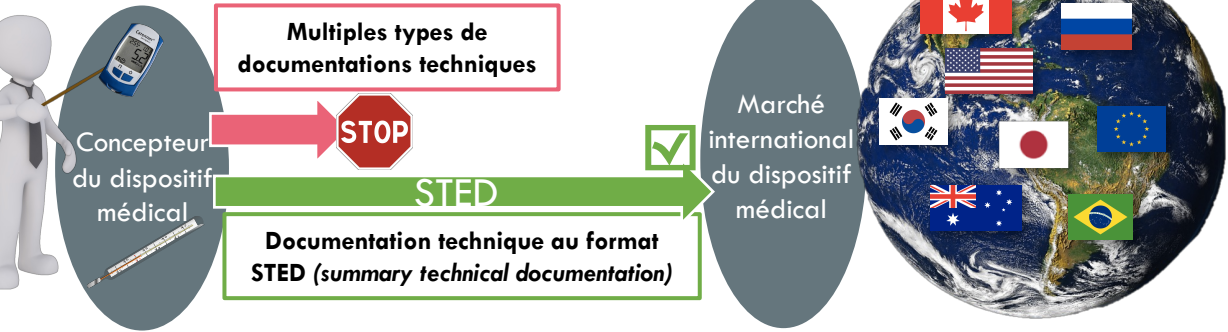 Multiples types de
documentations techniques
Concepteur
du dispositif
médical
STOP
STED
Documentation technique au format
STED (summary technical documentation)
Marché
international
du dispositif
médical